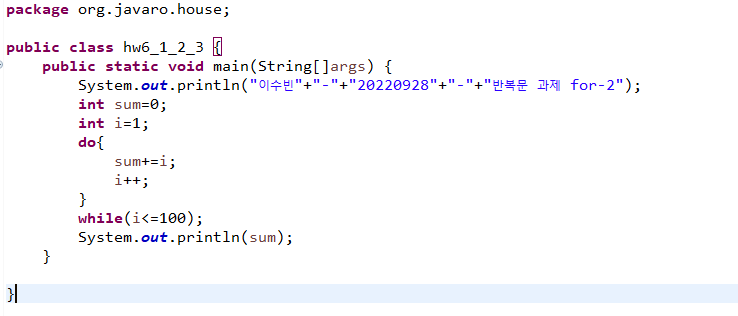 package org.javaro.house;
public class hw6_1_2_3 {
public static void main(String[]args) {
System.out.println("이수빈"+"-"+"20220928"+"-"+"반복문 과제 for-2");
int sum=0;
int i=1;
do{
sum+=i;
i++;
}
while(i<=100);
System.out.println(sum);
}
}